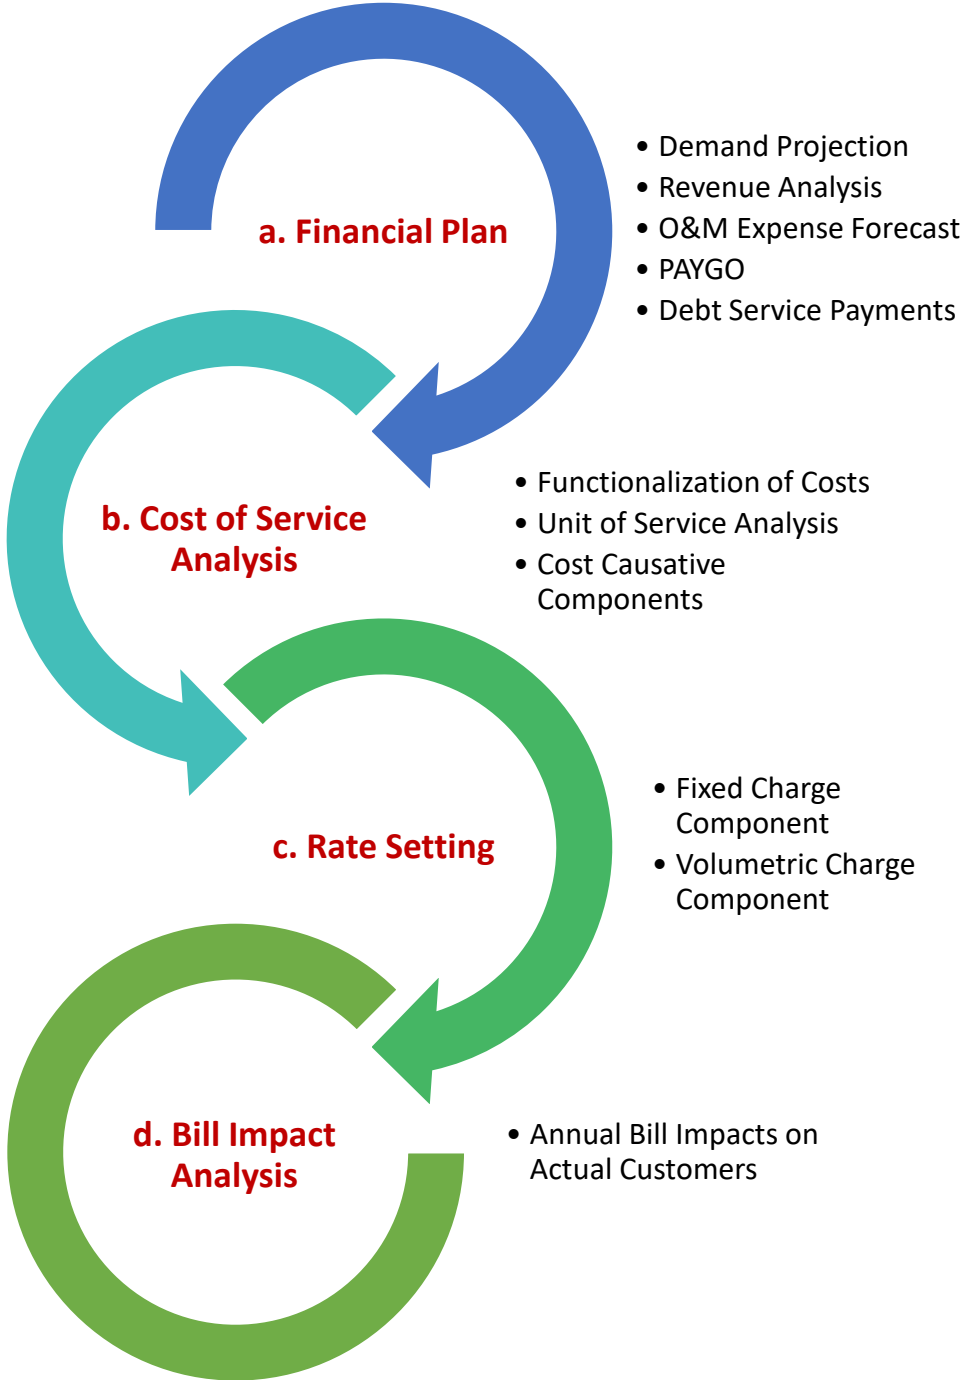 a. Financial Plan
• Demand Projection
• Revenue Analysis
• O&M Expense Forecast
• PAYGO
• Debt Service Payments
b. Cost of Service
Analysis
• Functionalization of Costs
• Unit of Service Analysis
• Cost Causative
Components
c. Rate Setting
• Fixed Charge
Component
• Volumetric Charge
Component
d. Bill Impact
Analysis
• Annual Bill Impacts on
Actual Customers